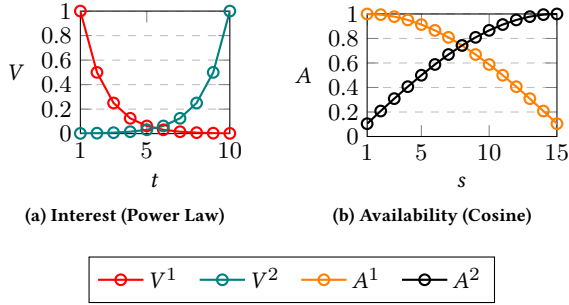 1
0.8
0.6
0.4
0.2
0
V
1
5
10
t
(a) Interest (Power Law)
1
0.8
0.6
0.4
0.2
0
A
1
5
10
15
s
(b) Availability (Cosine)
V¹ V² A¹ A²